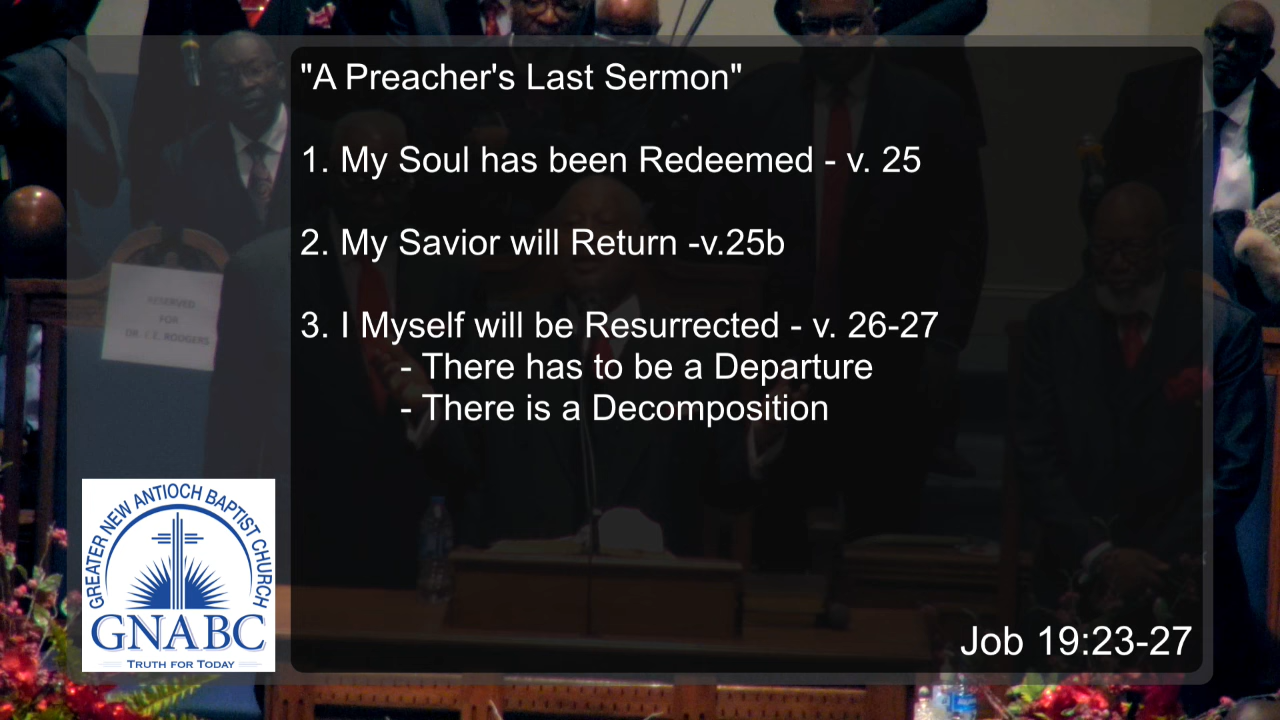 "A Preacher's Last Sermon"
1. My Soul has been Redeemed - v. 25
2. My Savior will Return -v.25b
3. I Myself will be Resurrected - v. 26-27
- There has to be a Departure
- There is a Decomposition
RESERVED
FOR
GREATER NEW ANTIOCH BAPTIST CHURCH
GNABC
TRUTH FOR TODAY
Job 19:23-27